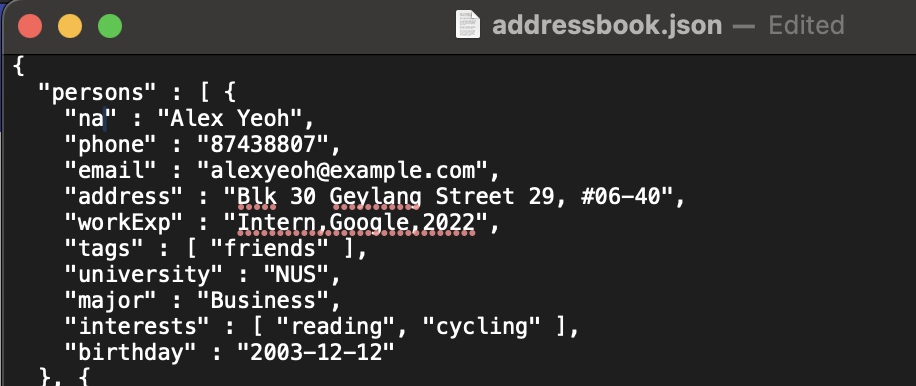 addressbook.json — Edited
{
"persons" : [ {
"na" : "Alex Yeoh",
"phone" : "87438807",
"email" : "alexyeoh@example.com",
"address" : "Blk 30 Geylang Street 29, #06-40",
"workExp" : "Intern,Google,2022",
"tags" : [ "friends" ],
"university" : "NUS",
"major" : "Business",
"interests" : [ "reading", "cycling" ],
"birthday" : "2003-12-12"
}, {